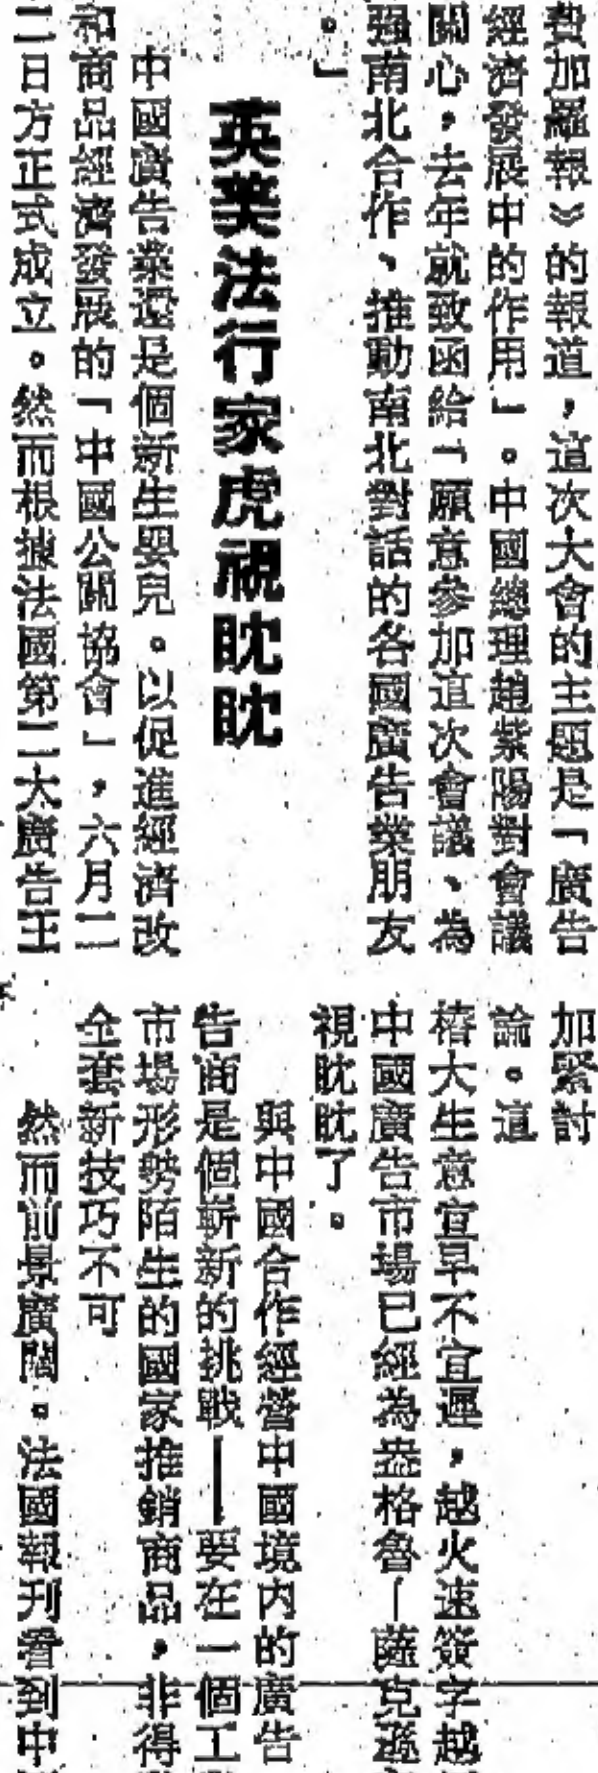 費加羅報》的報道，這次大會的主題是「廣告
經濟發展中的作用」。中國總理趙紫陽對會議
關心，去年就致函給「願意參加這次會議、為
强南北合作、推動南北對話的各國廣告業朋友
。」
英美法行家虎視眈眈
中國廣告業還是個新生嬰兒。以促進經濟改
和商品經濟發展的「中國公關協會」，六月二
二日方正式成立。然而根據法國第二大廣告王
加緊討
論。這
樁大生意宜早不宜遲，越火速簽字越
中國廣告市場已經為盎格魯—薩克遜
視眈眈了。
與中國合作經營中國境內的廣告
告商是個嶄新的挑戰——要在一個工
市場形勢陌生的國家推銷商品，非得
全套新技巧不可
然而前景廣闊。法國報刊看到中